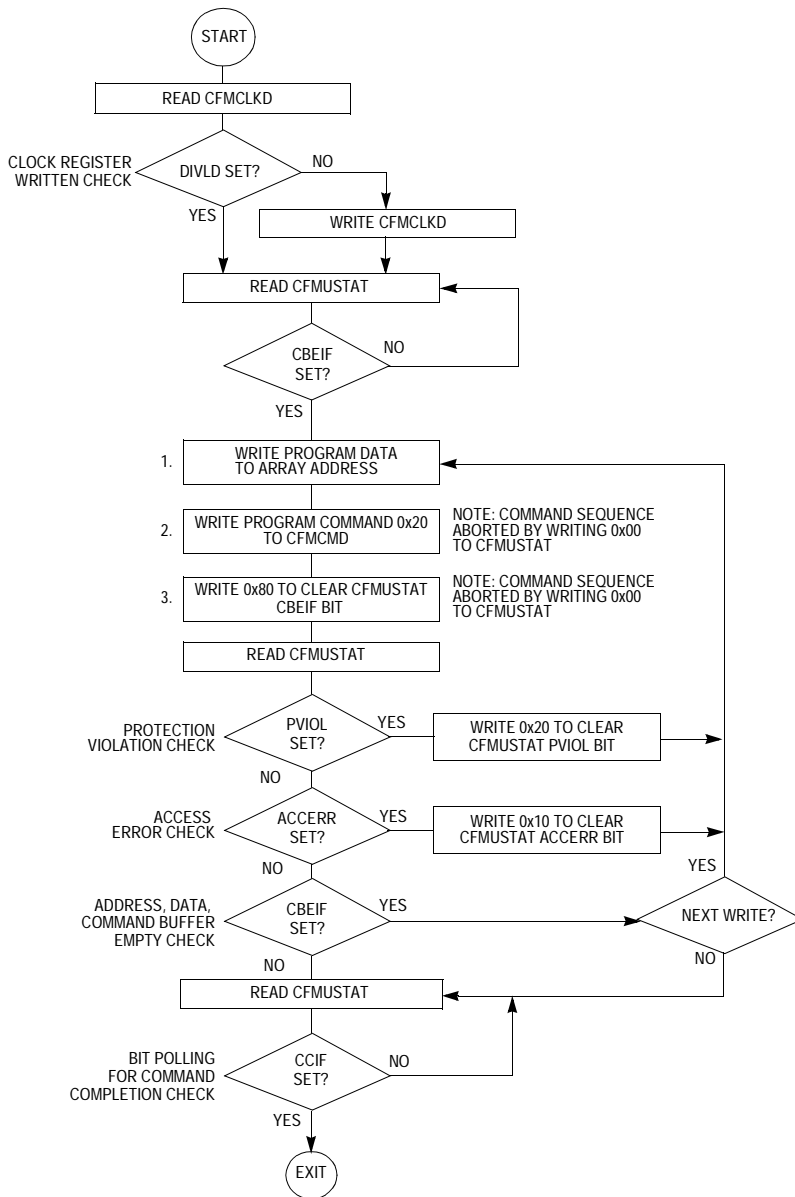 START
READ CFMCLKD
CLOCK REGISTER
WRITTEN CHECK
DIVLD SET?
NO
YES
WRITE CFMCLKD
READ CFMUSTAT
CBEIF
SET?
NO
YES
1.
WRITE PROGRAM DATA
TO ARRAY ADDRESS
2.
WRITE PROGRAM COMMAND 0x20
TO CFMCMD
NOTE: COMMAND SEQUENCE
ABORTED BY WRITING 0x00
TO CFMUSTAT
3.
WRITE 0x80 TO CLEAR CFMUSTAT
CBEIF BIT
NOTE: COMMAND SEQUENCE
ABORTED BY WRITING 0x00
TO CFMUSTAT
READ CFMUSTAT
PROTECTION
VIOLATION CHECK
PVIOL
SET?
YES
NO
WRITE 0x20 TO CLEAR
CFMUSTAT PVIOL BIT
ACCESS
ERROR CHECK
ACCERR
SET?
YES
NO
WRITE 0x10 TO CLEAR
CFMUSTAT ACCERR BIT
YES
ADDRESS, DATA,
COMMAND BUFFER
EMPTY CHECK
CBEIF
SET?
YES
NO
NEXT WRITE?
NO
READ CFMUSTAT
BIT POLLING
FOR COMMAND
COMPLETION CHECK
CCIF
SET?
NO
YES
EXIT